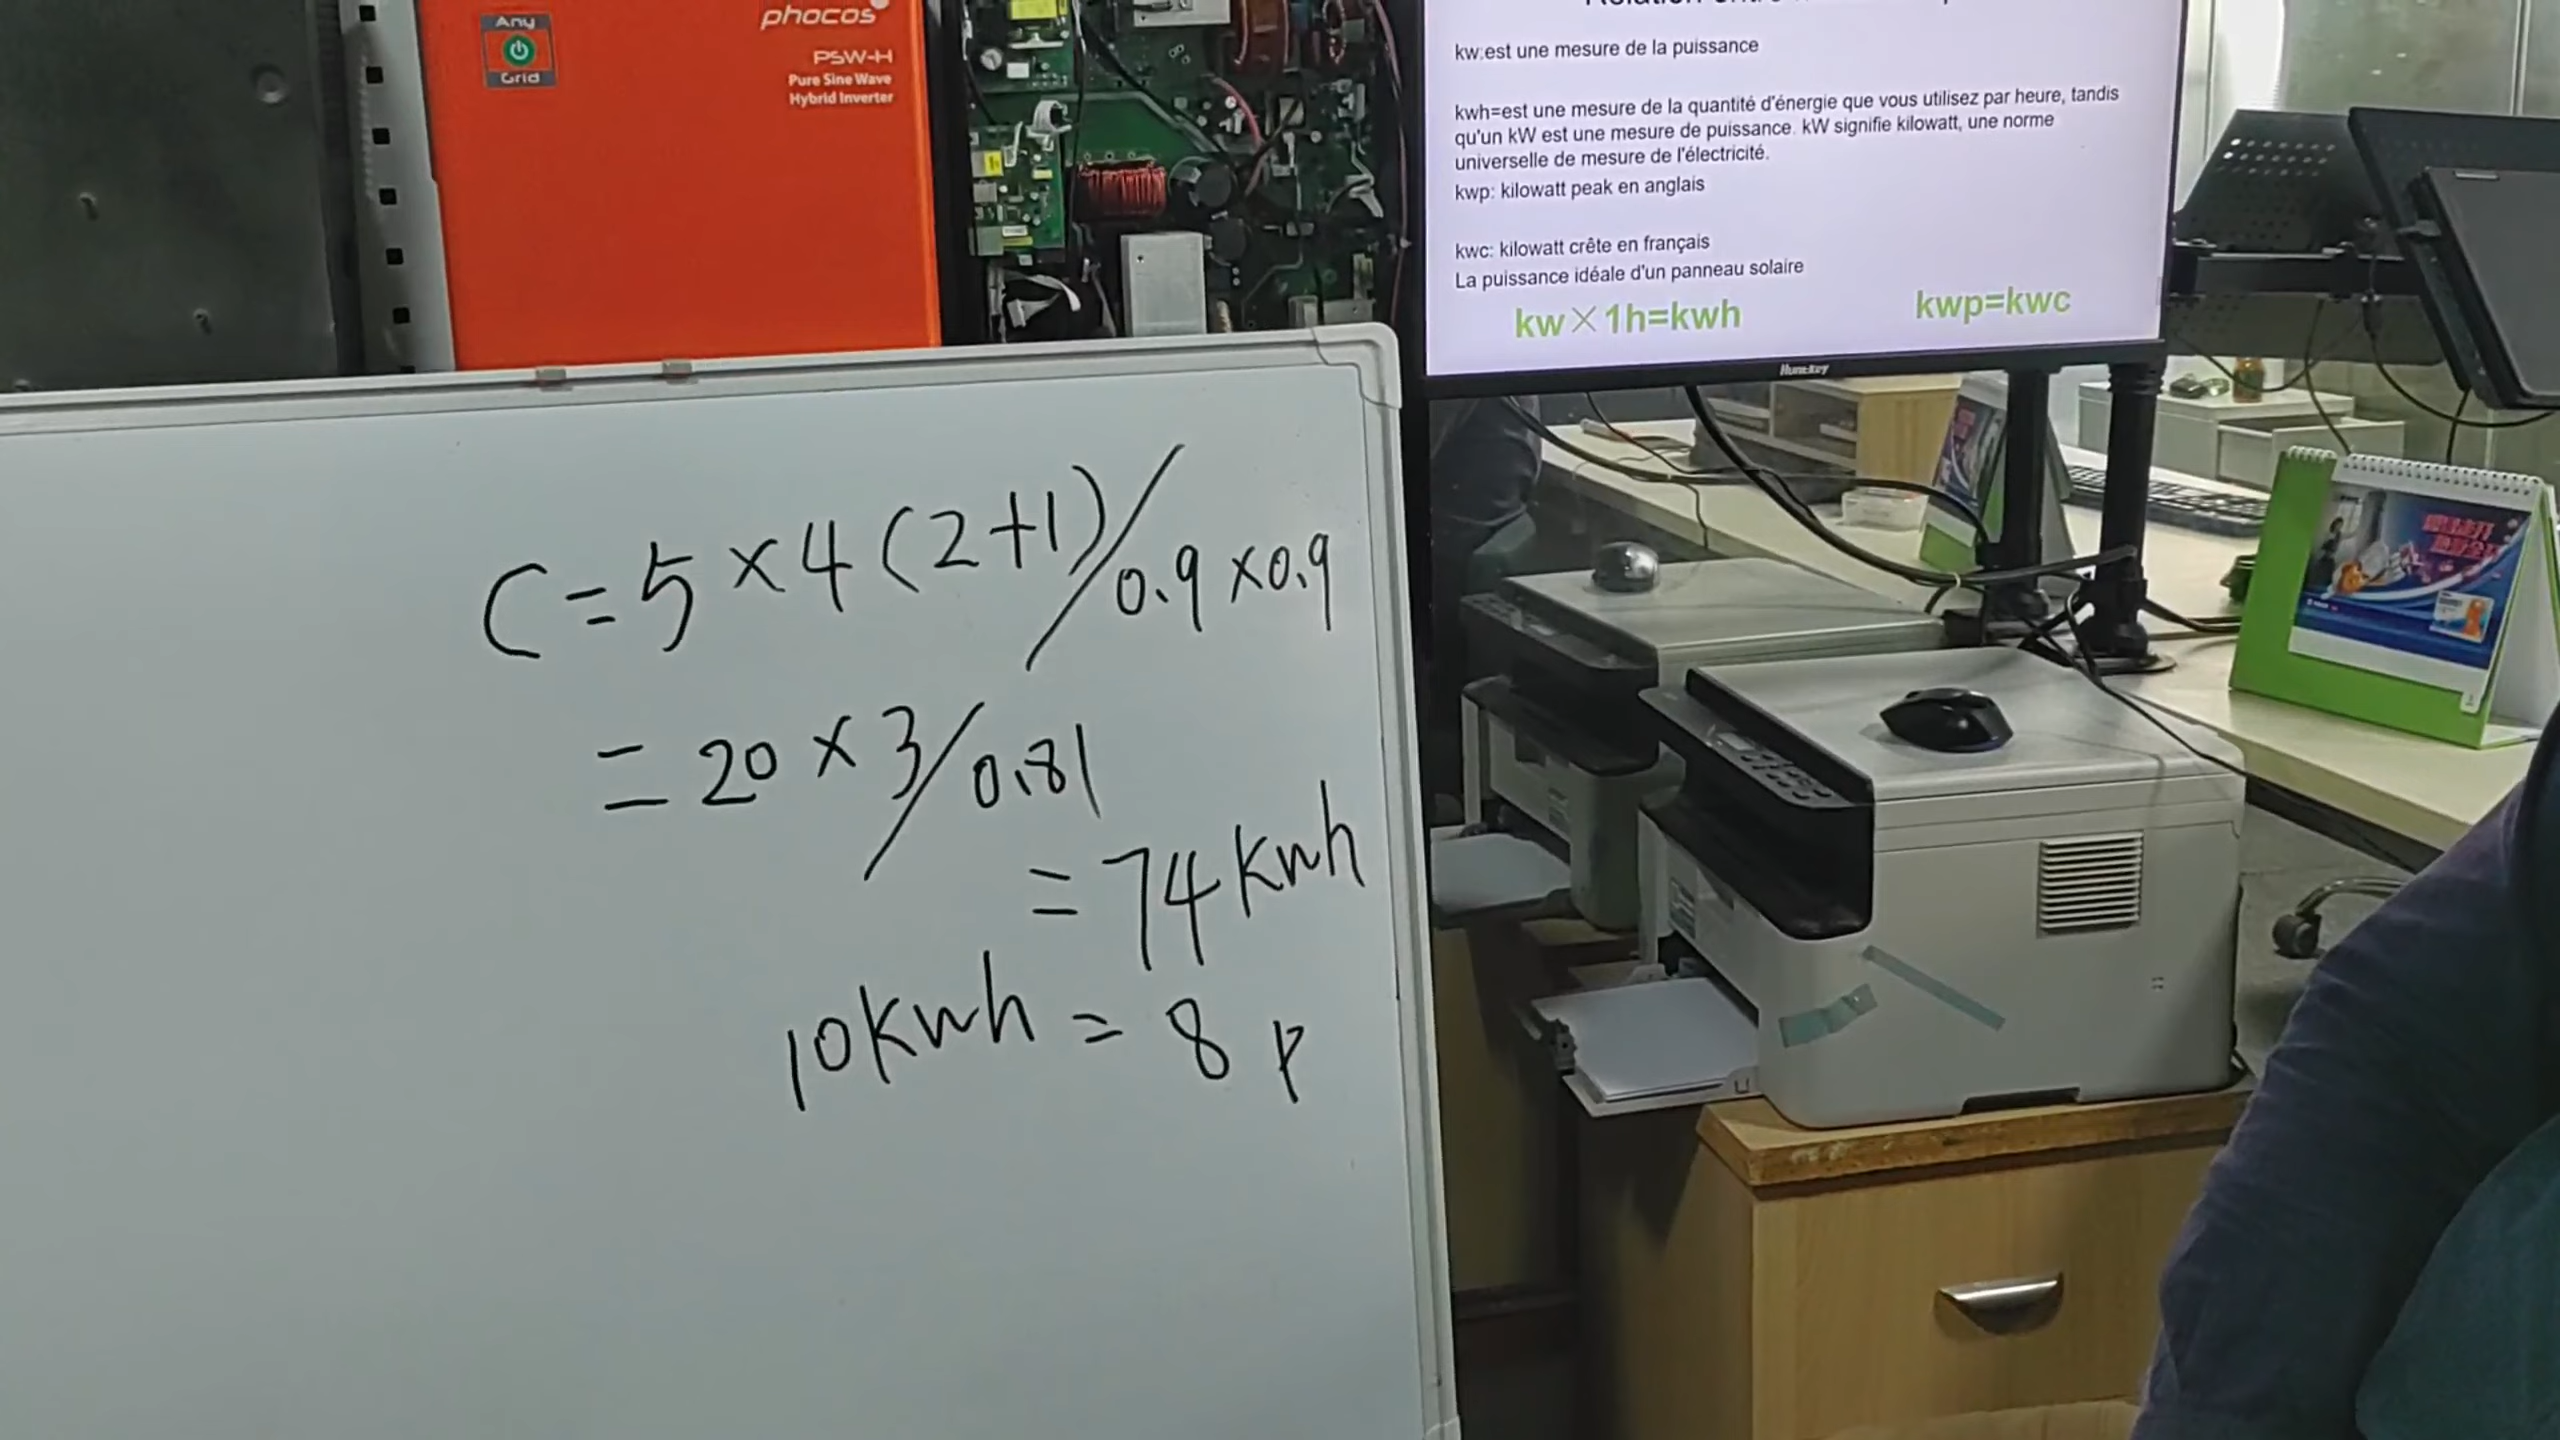 Any
Grid
phocos
PSW-H
Pure Sine Wave
Hybrid Inverter
kw:est une mesure de la puissance
kwh=est une mesure de la quantité d'énergie que vous utilisez par heure, tandis
qu'un kW est une mesure de puissance. kW signifie kilowatt, une norme
universelle de mesure de l'électricité.
kwp: kilowatt peak en anglais
kwc: kilowatt crête en français
La puissance idéale d'un panneau solaire
kw×1h=kwh
kwp=kwc
Huntkey
C=5×4(2+1)/0.9×0.9
=20×3/0.81
=74Kwh
10Kwh=8p